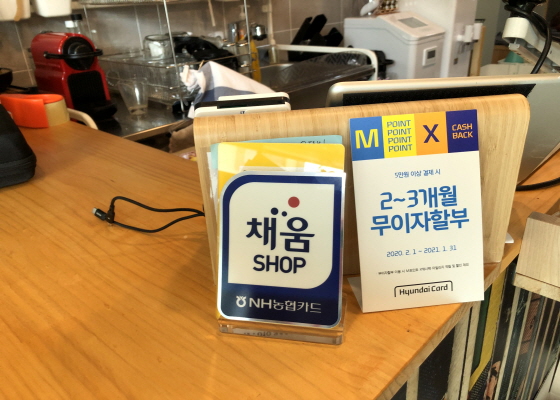 채움
SHOP
NH농협카드
M
POINT
POINT
POINT
POINT
X
CASH
BACK
5만원 이상 결제 시
2~3개월
무이자할부
2020. 2. 1 ~ 2021. 1. 31
Hyundai Card